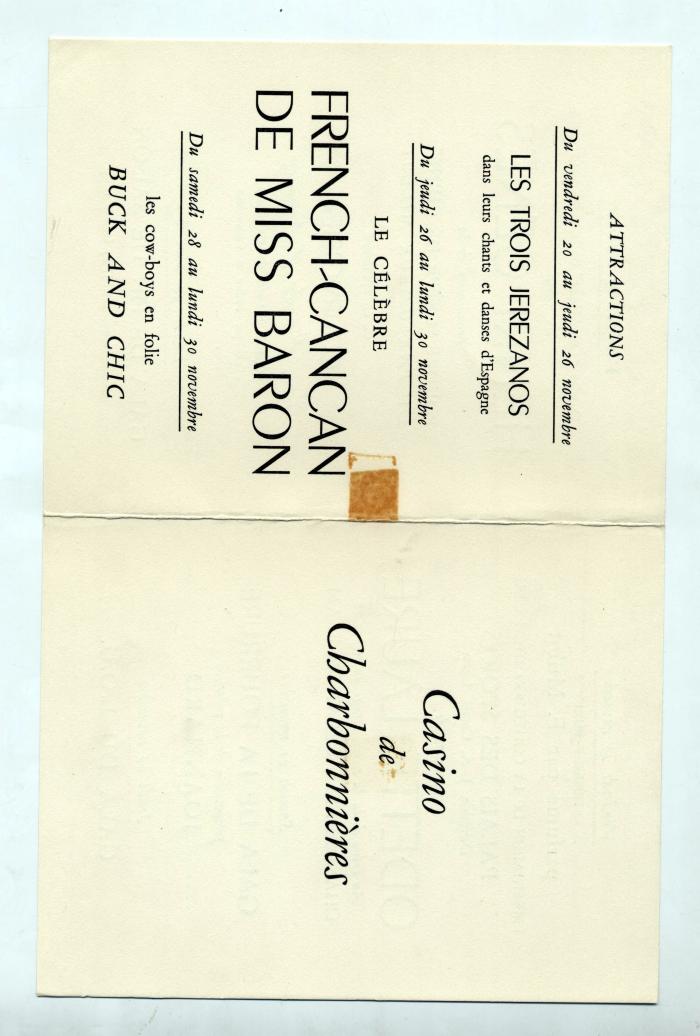 ATTRACTIONS
Du vendredi 20 au jeudi 26 novembre
LES TROIS JEREZANOS
dans leurs chants et danses d'Espagne
Du jeudi 26 au lundi 30 novembre
LE CÉLÈBRE
FRENCH-CANCAN
DE MISS BARON
Du samedi 28 au lundi 30 novembre
les cow-boys en folie
BUCK AND CHIC
Casino
de
Charbonnières